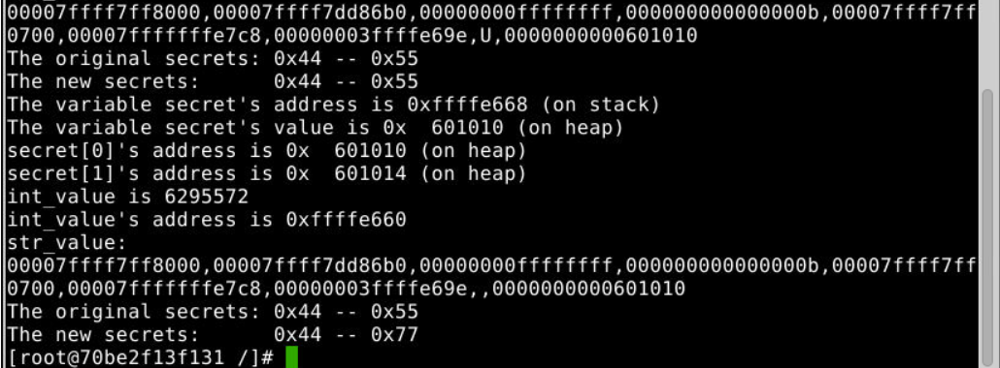 00007ffff7ff8000,00007ffff7dd86b0,00000000ffffffff,000000000000000b,00007ffff7ff
0700,00007fffffffe7c8,00000003ffffe69e,U,0000000000601010
The original secrets: 0x44 -- 0x55
The new secrets:      0x44 -- 0x55
The variable secret's address is 0xffffe668 (on stack)
The variable secret's value is 0x  601010 (on heap)
secret[0]'s address is 0x  601010 (on heap)
secret[1]'s address is 0x  601014 (on heap)
int_value is 6295572
int_value's address is 0xffffe660
str_value:
00007ffff7ff8000,00007ffff7dd86b0,00000000ffffffff,000000000000000b,00007ffff7ff
0700,00007fffffffe7c8,00000003ffffe69e,,0000000000601010
The original secrets: 0x44 -- 0x55
The new secrets:      0x44 -- 0x77
[root@70be2f13f131 /]#